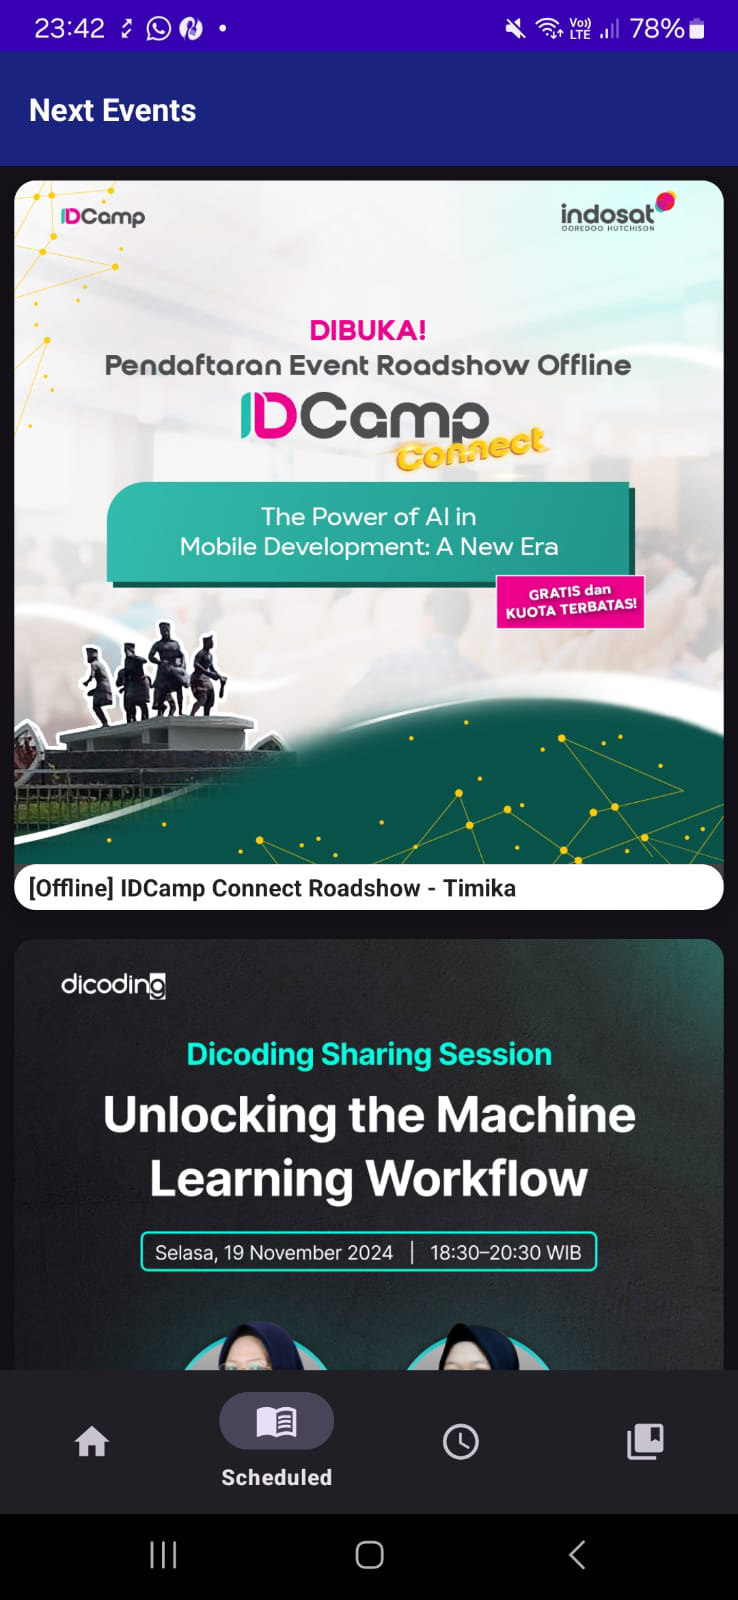 23:42
Vo))
LTE
78%
Next Events
IDCamp
indosat
OOREDOO HUTCHISON
DIBUKA!
Pendaftaran Event Roadshow Offline
IDCamp
Connect
The Power of AI in
Mobile Development: A New Era
GRATIS dan
KUOTA TERBATAS!
[Offline] IDCamp Connect Roadshow - Timika
dicoding
Dicoding Sharing Session
Unlocking the Machine
Learning Workflow
Selasa, 19 November 2024 | 18:30–20:30 WIB
Scheduled